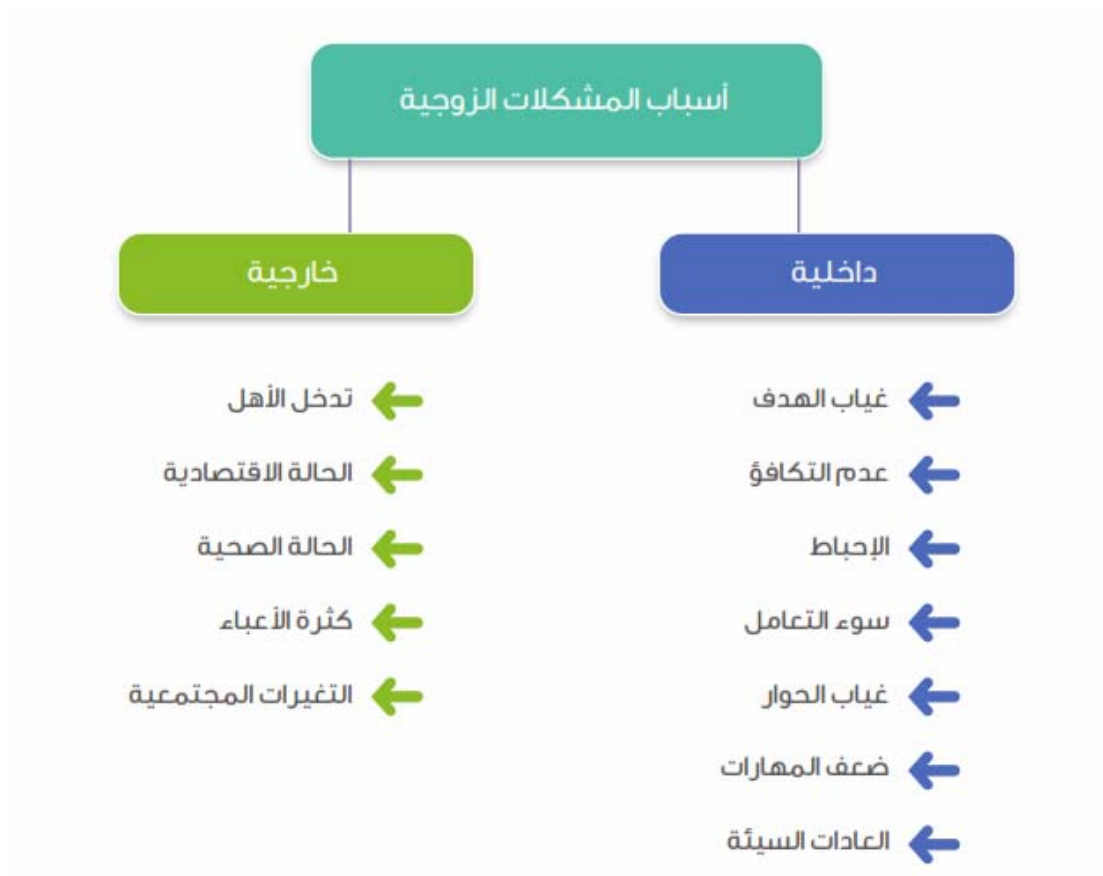 أسباب المشكلات الزوجية
داخلية
غياب الهدف
عدم التكافؤ
الإحباط
سوء التعامل
غياب الحوار
ضعف المهارات
العادات السيئة
خارجية
تدخل الأهل
الحالة الاقتصادية
الحالة الصحية
كثرة الأعباء
التغيرات المجتمعية